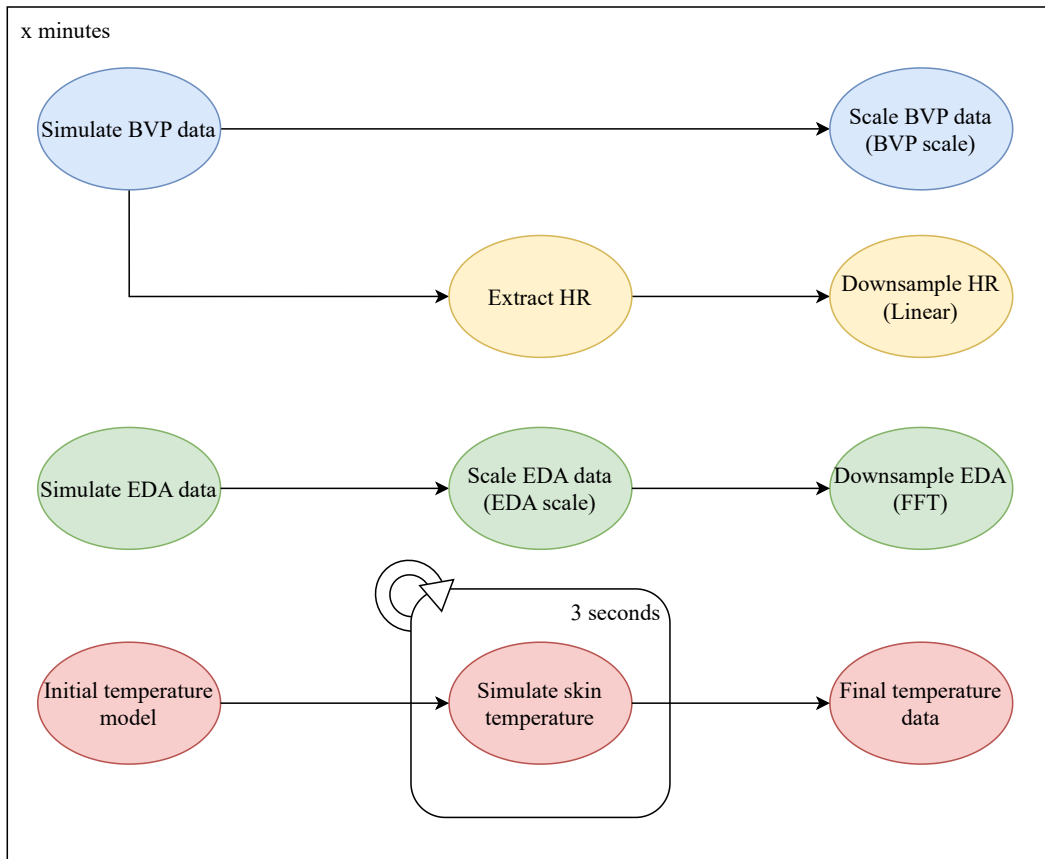 x minutes
Simulate BVP data
Scale BVP data
(BVP scale)
Extract HR
Downsample HR
(Linear)
Simulate EDA data
Scale EDA data
(EDA scale)
Downsample EDA
(FFT)
3 seconds
Initial temperature
model
Simulate skin
temperature
Final temperature
data